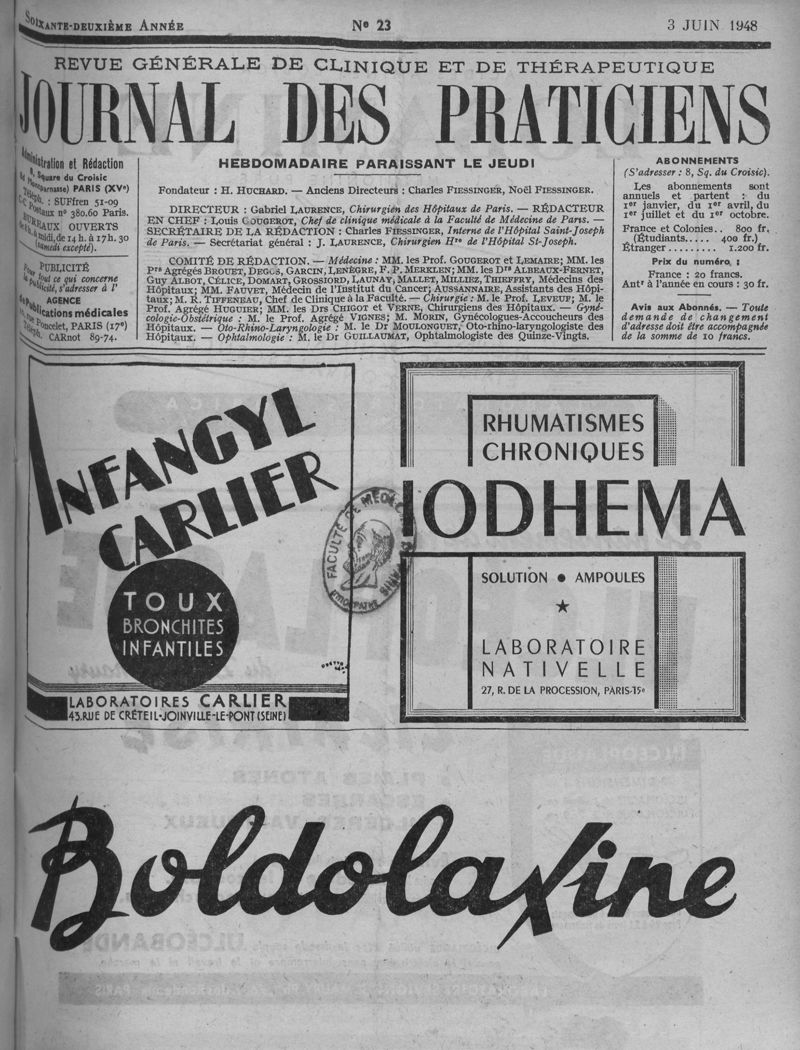 SOIXANTE-DEUXIÈME ANNÉE
Nº 23
3 JUIN 1948
REVUE GÉNÉRALE DE CLINIQUE ET DE THÉRAPEUTIQUE
JOURNAL DES PRATICIENS
Administration et Rédaction
8, Square du Croisic
PARIS (XVe)
Téléph. : SUFfren 51-09
nº 380.60 Paris.
BUREAUX OUVERTS
midi, de 14 h. à 17 h. 30
(samedi excepté).
PUBLICITÉ
Pour tout ce qui concerne
la Publicité, s'adresser à l'
AGENCE
de Publications médicales
Poncelet, PARIS (17e)
Téléph. CARnot 89-74.
HEBDOMADAIRE PARAISSANT LE JEUDI
Fondateur : H. HUCHARD. — Anciens Directeurs : Charles FIESSINGER, Noël FIESSINGER.
DIRECTEUR : Gabriel LAURENCE, Chirurgien des Hôpitaux de Paris. — RÉDACTEUR
EN CHEF : Louis GOUGEROT, Chef de clinique médicale à la Faculté de Médecine de Paris. —
SECRÉTAIRE DE LA RÉDACTION : Charles FIESSINGER, Interne de l'Hôpital Saint-Joseph
de Paris. — Secrétariat général : J. LAURENCE, Chirurgien Hre de l'Hôpital St-Joseph.
COMITÉ DE RÉDACTION. — Médecine : MM. les Prof. GOUGEROT et LEMAIRE; MM. les
Prs Agrégés BROUET, DEGOS, GARCIN, LENÈGRE, F. P. MERKLEN; MM. les Drs ALBEAUX-FERNET,
GUY ALBOT, CÉLICE, DOMART, GROSSIORD, LAUNAY, MALLET, MILLIEZ, THIEFFRY, Médecins des
Hôpitaux; MM. FAUVET, Médecin de l'Institut du Cancer; AUSSANNAIRE, Assistants des Hôpi-
taux; M. R. TIFFENEAU, Chef de Clinique à la Faculté. — Chirurgie : M. le Prof. LEVEUF; M. le
Prof. Agrégé HUGUIER; MM. les Drs CHIGOT et VERNE, Chirurgiens des Hôpitaux. — Gyné-
cologie-Obstétrique : M. le Prof. Agrégé VIGNES; M. MORIN, Gynécologues-Accoucheurs des
Hôpitaux. — Oto-Rhino-Laryngologie : M. le Dr MOULONGUET, Oto-rhino-laryngologiste des
Hôpitaux. — Ophtalmologie : M. le Dr GUILLAUMAT, Ophtalmologiste des Quinze-Vingts.
ABONNEMENTS
(S'adresser : 8, Sq. du Croisic).
Les abonnements sont
annuels et partent : du
1er janvier, du 1er avril, du
1er juillet et du 1er octobre.
France et Colonies.. 800 fr.
(Étudiants..... 400 fr.)
Étranger ......... 1.200 fr.
Prix du numéro :
France : 20 francs.
Antr à l'année en cours : 30 fr.
Avis aux Abonnés. — Toute
demande de changement
d'adresse doit être accompagnée
de la somme de 10 francs.
INFANGYL
CARLIER
TOUX
BRONCHITES
INFANTILES
LABORATOIRES CARLIER
43, RUE DE CRÉTEIL-JOINVILLE-LE-PONT (SEINE)
FACULTÉ DE MÉDECINE
RHUMATISMES
CHRONIQUES
IODHEMA
SOLUTION ● AMPOULES
★
LABORATOIRE
NATIVELLE
27, R. DE LA PROCESSION, PARIS-15e
Boldolaxine